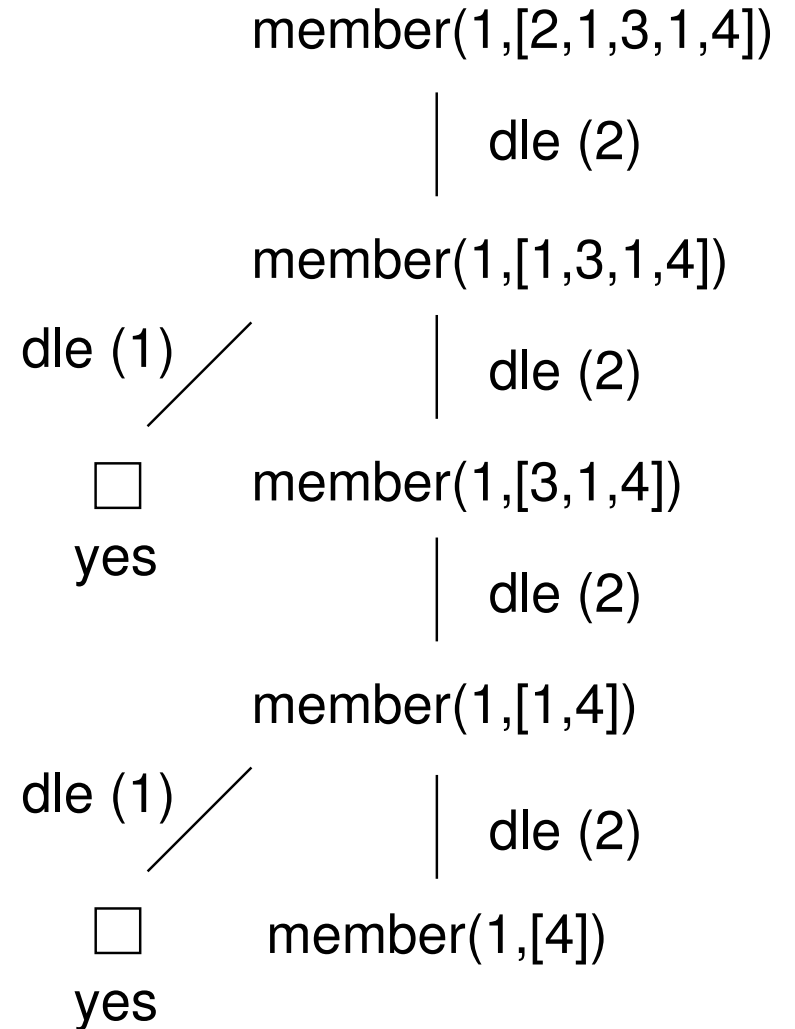 member(1,[2,1,3,1,4])
dle (2)
member(1,[1,3,1,4])
dle (1)
dle (2)
member(1,[3,1,4])
yes
dle (2)
member(1,[1,4])
dle (1)
dle (2)
member(1,[4])
yes